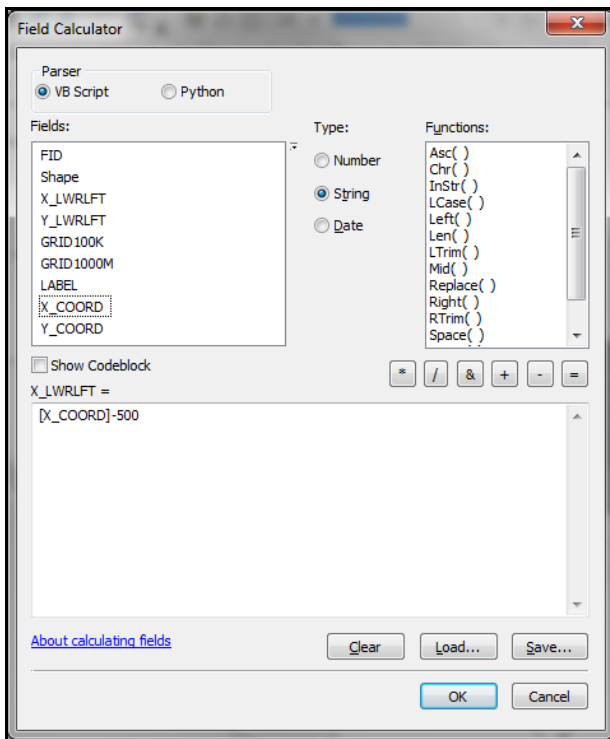 Field Calculator
Parser
VB Script Python
Fields:
FID
Shape
X_LWRLFT
Y_LWRLFT
GRID100K
GRID1000M
LABEL
X_COORD
Y_COORD
Type:
Number
String
Date
Functions:
Asc( )
Chr( )
InStr( )
LCase( )
Left( )
Len( )
LTrim( )
Mid( )
Replace( )
Right( )
RTrim( )
Space( )
Show Codeblock
* / & + - =
X_LWRLFT =
[X_COORD]-500
About calculating fields
Clear Load... Save...
OK Cancel